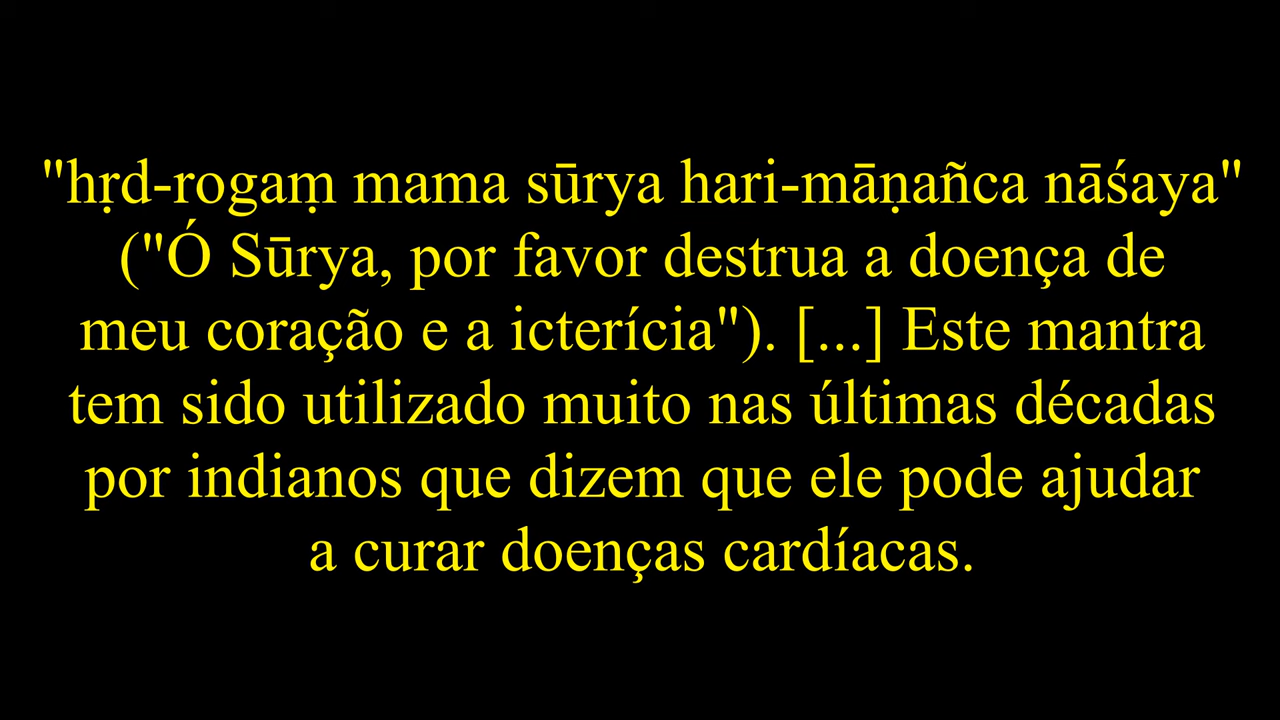 "hṛd-rogaṃ mama sūrya hari-māṇañca nāśaya"
("Ó Sūrya, por favor destrua a doença de
meu coração e a icterícia"). [...] Este mantra
tem sido utilizado muito nas últimas décadas
por indianos que dizem que ele pode ajudar
a curar doenças cardíacas.